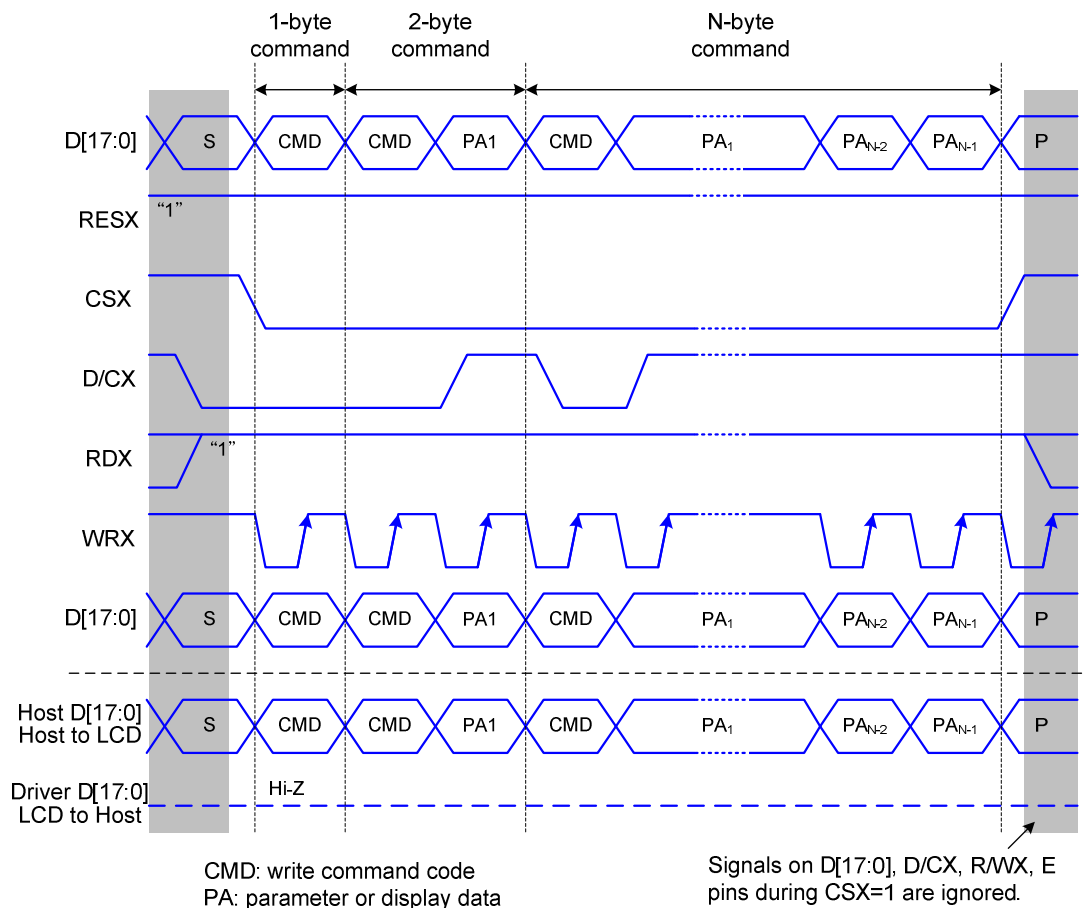 1-byte
command
2-byte
command
N-byte
command
D[17:0] S CMD CMD PA1 CMD PA₁ PAN-2 PAN-1 P
RESX "1"
CSX
D/CX
RDX "1"
WRX
D[17:0] S CMD CMD PA1 CMD PA₁ PAN-2 PAN-1 P
Host D[17:0]
Host to LCD
S CMD CMD PA1 CMD PA₁ PAN-2 PAN-1 P
Driver D[17:0]
LCD to Host
Hi-Z
CMD: write command code
PA: parameter or display data
Signals on D[17:0], D/CX, R/WX, E
pins during CSX=1 are ignored.